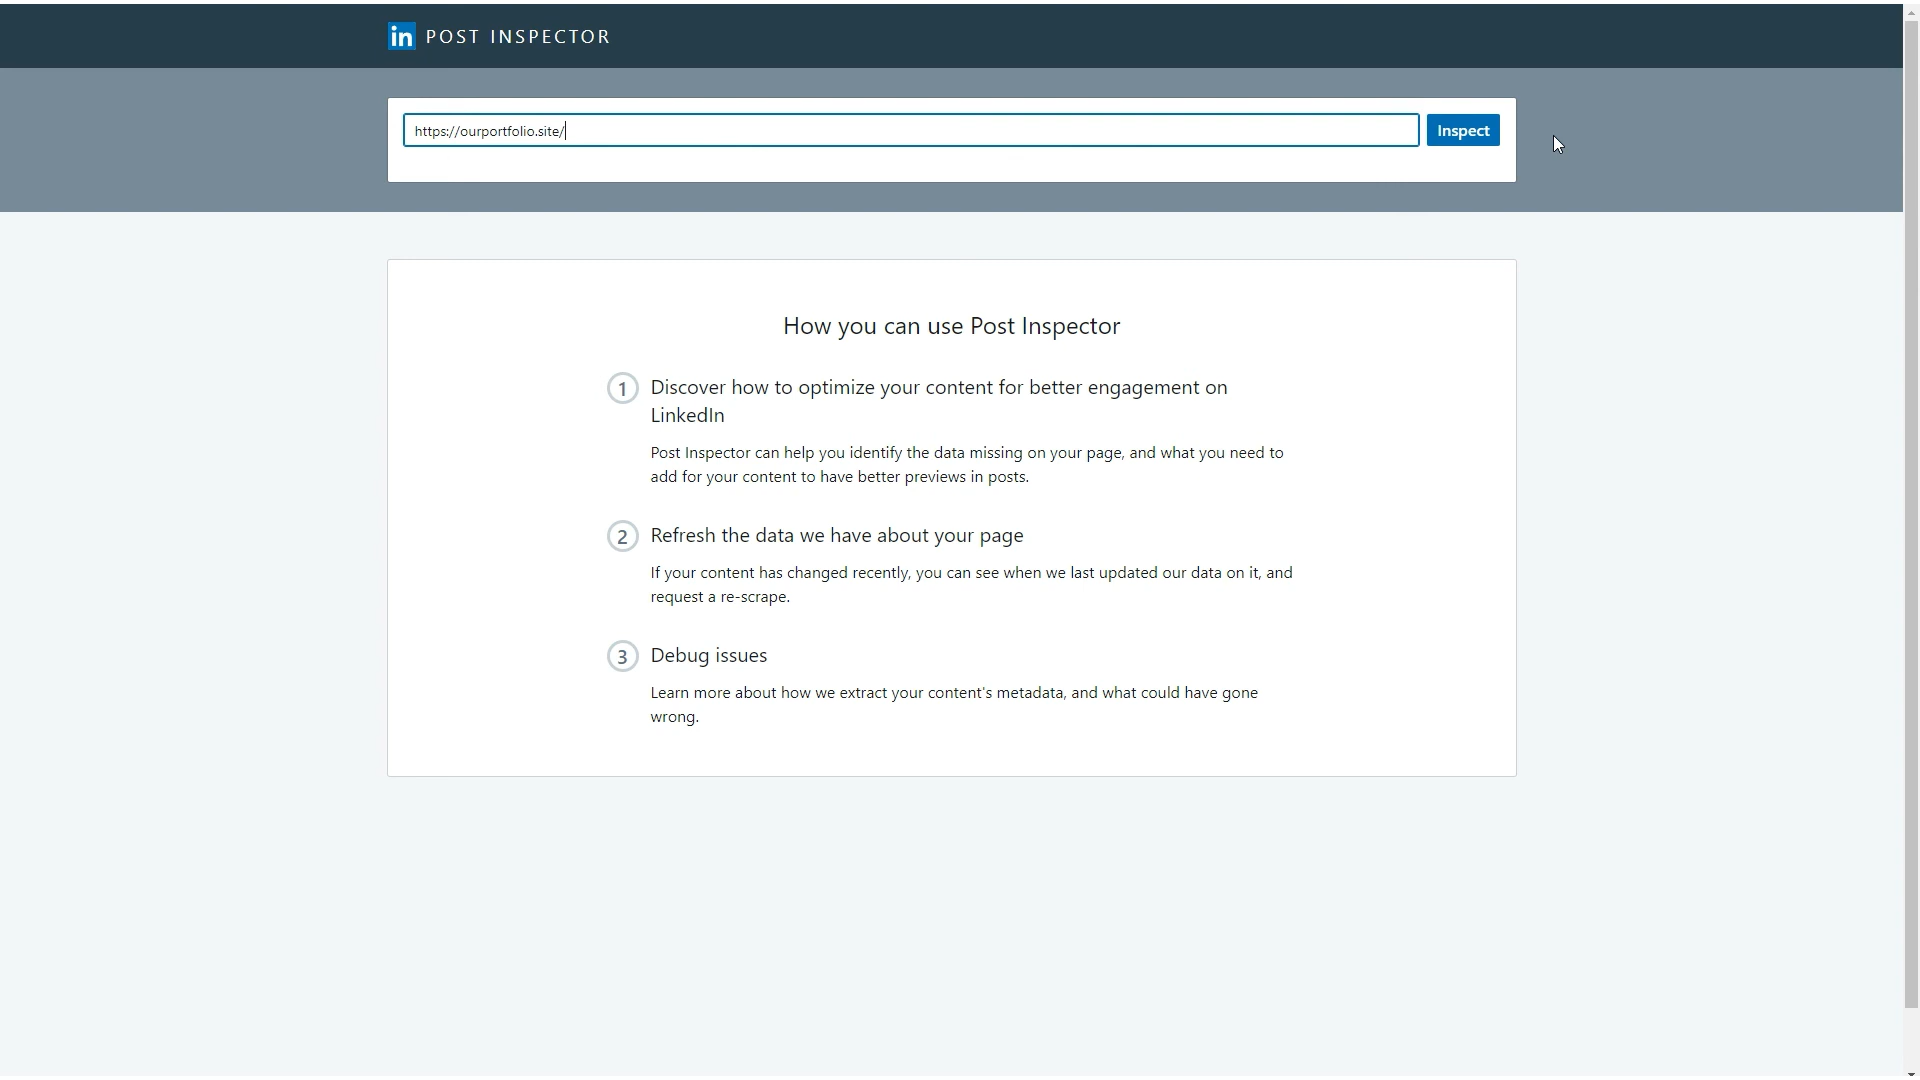 in POST INSPECTOR
https://ourportfolio.site/
Inspect
How you can use Post Inspector
1 Discover how to optimize your content for better engagement on
LinkedIn
Post Inspector can help you identify the data missing on your page, and what you need to
add for your content to have better previews in posts.
2 Refresh the data we have about your page
If your content has changed recently, you can see when we last updated our data on it, and
request a re-scrape.
3 Debug issues
Learn more about how we extract your content's metadata, and what could have gone
wrong.